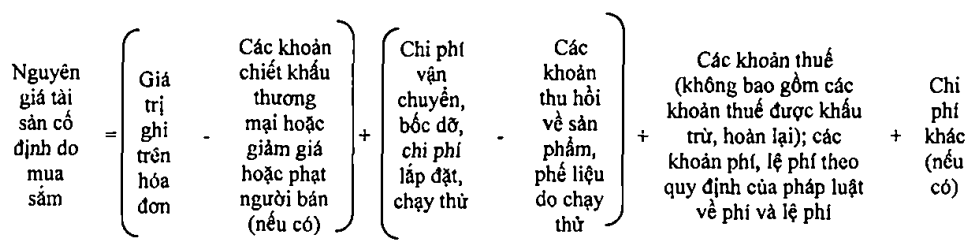 Nguyên
giá tài
sản cố
định do
mua
sắm
=
Giá
trị
ghi
trên
hóa
đơn
-
Các khoản
chiết khấu
thương
mại hoặc
giảm giá
hoặc phạt
người bán
(nếu có)
+
Chi phí
vận
chuyển,
bốc dỡ,
chi phí
lắp đặt,
chạy thử
-
Các
khoản
thu hồi
về sản
phẩm,
phế liệu
do chạy
thử
+
Các khoản thuế
(không bao gồm các
khoản thuế được khấu
trừ, hoàn lại); các
khoản phí, lệ phí theo
quy định của pháp luật
về phí và lệ phí
+
Chi
phí
khác
(nếu
có)